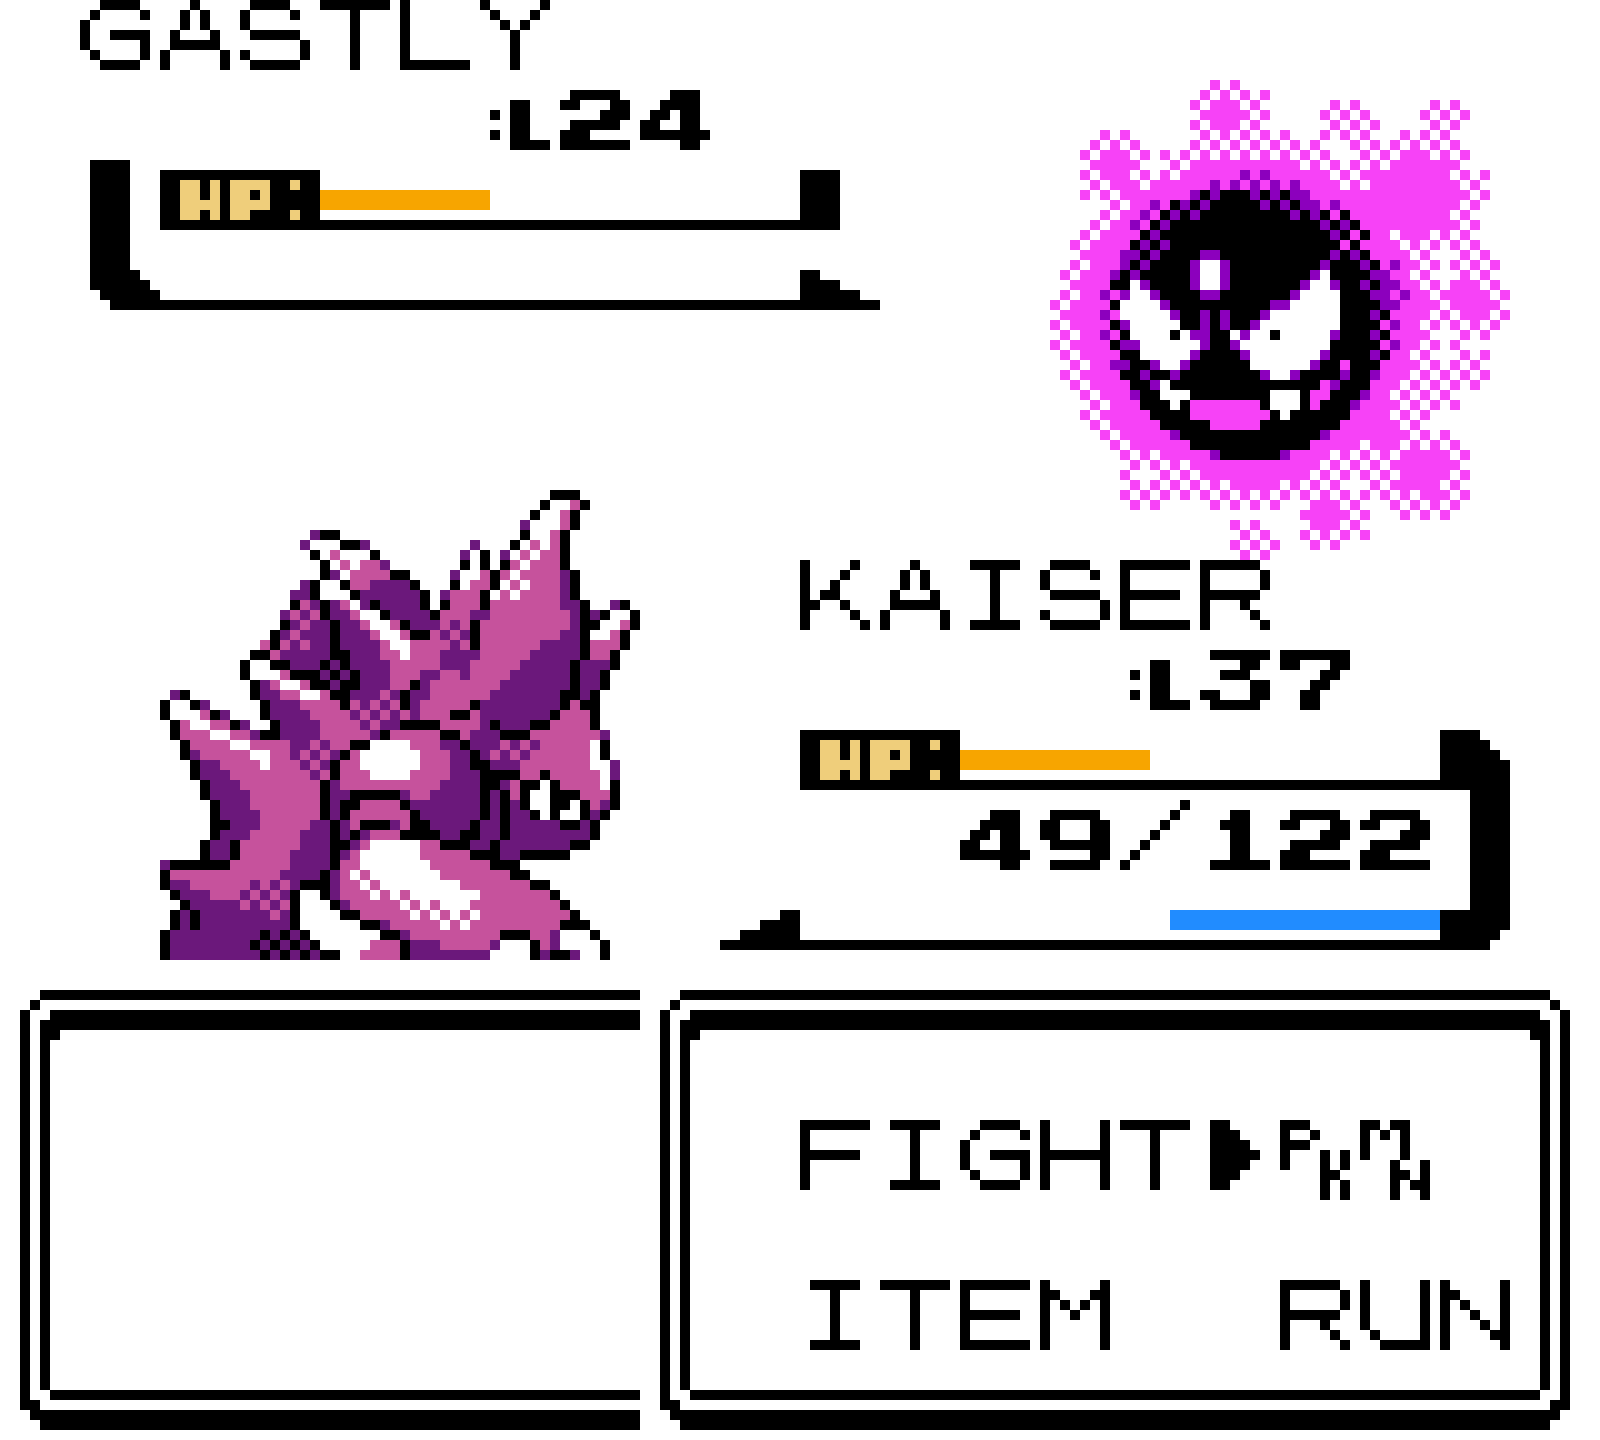 GASTLY
:L24
HP:
KAISER
:L37
HP:
49/122
FIGHT ▶PKMN
ITEM RUN